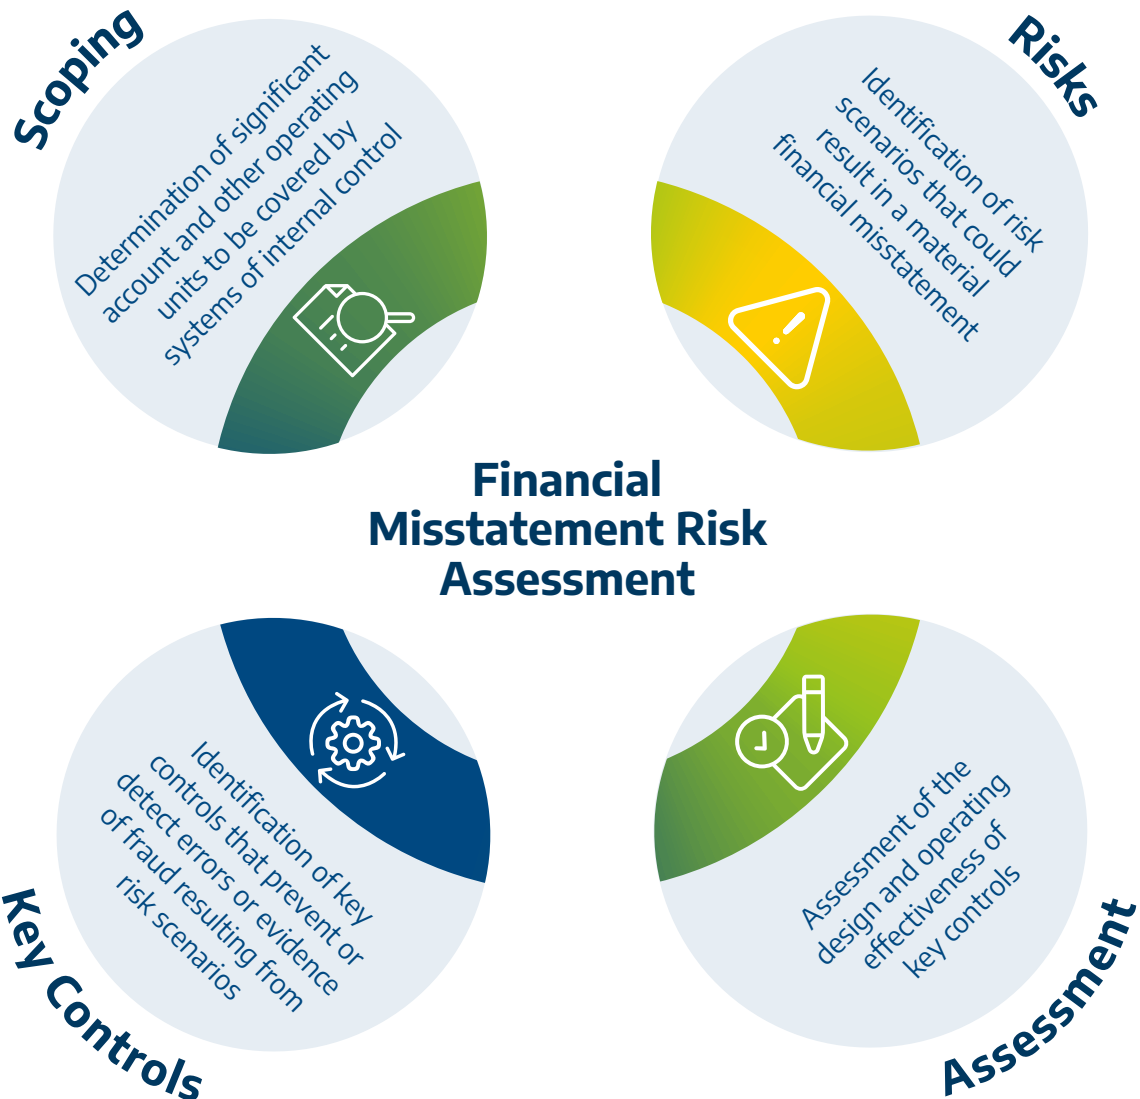 Scoping
Determination of significant
account and other operating
units to be covered by
systems of internal control
Risks
Identification of risk
scenarios that could
result in a material
financial misstatement
Financial
Misstatement Risk
Assessment
Key Controls
Identification of key
controls that prevent or
detect errors or evidence
of fraud resulting from
risk scenarios
Assessment
Assessment of the
design and operating
effectiveness of
key controls